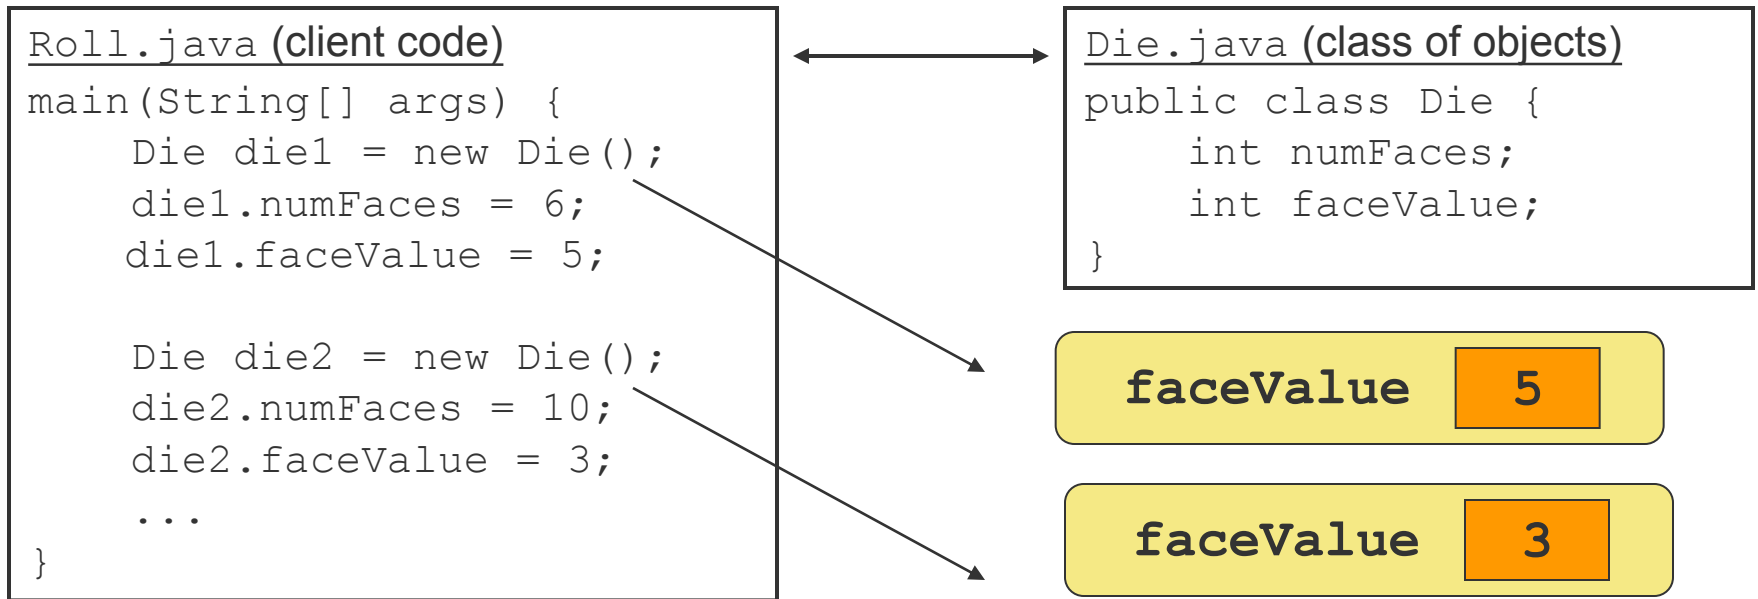 Roll.java (client code)
main(String[] args) {
Die die1 = new Die();
die1.numFaces = 6;
die1.faceValue = 5;
Die die2 = new Die();
die2.numFaces = 10;
die2.faceValue = 3;
...
}
Die.java (class of objects)
public class Die {
int numFaces;
int faceValue;
}
faceValue 5
faceValue 3